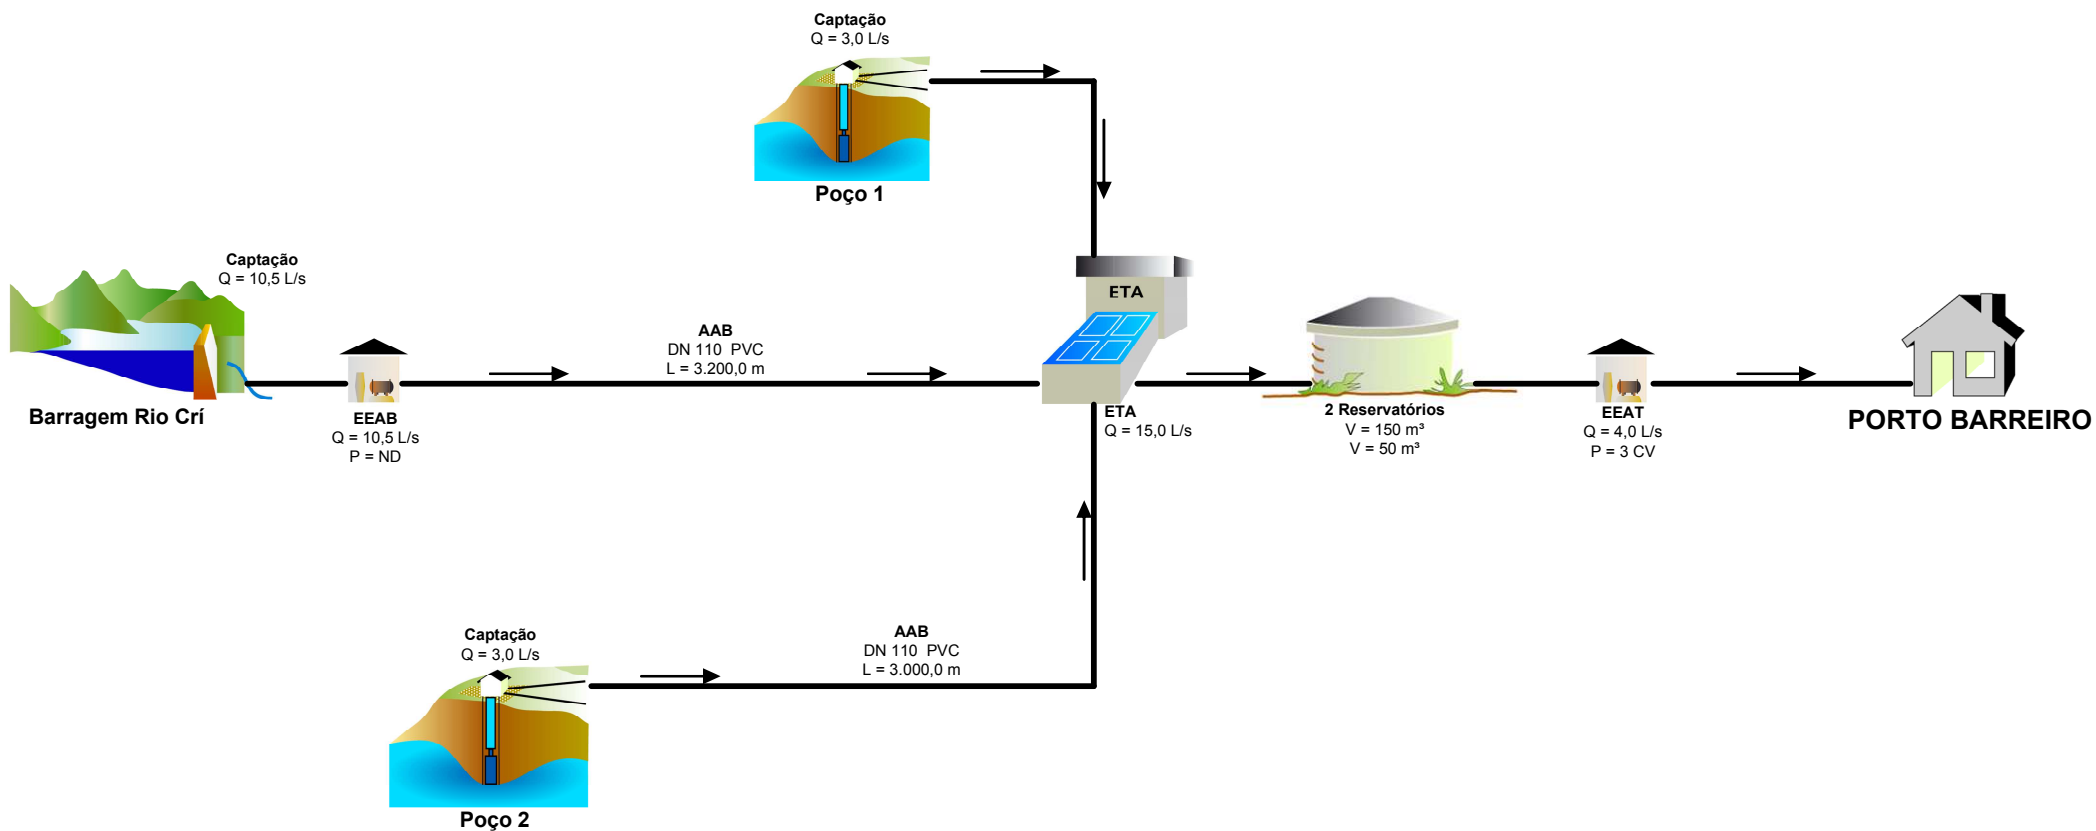 Captação
Q = 3,0 L/s
Poço 1
Captação
Q = 10,5 L/s
Barragem Rio Crí
EEAB
Q = 10,5 L/s
P = ND
AAB
DN 110 PVC
L = 3.200,0 m
ETA
ETA
Q = 15,0 L/s
2 Reservatórios
V = 150 m³
V = 50 m³
EEAT
Q = 4,0 L/s
P = 3 CV
PORTO BARREIRO
Captação
Q = 3,0 L/s
Poço 2
AAB
DN 110 PVC
L = 3.000,0 m